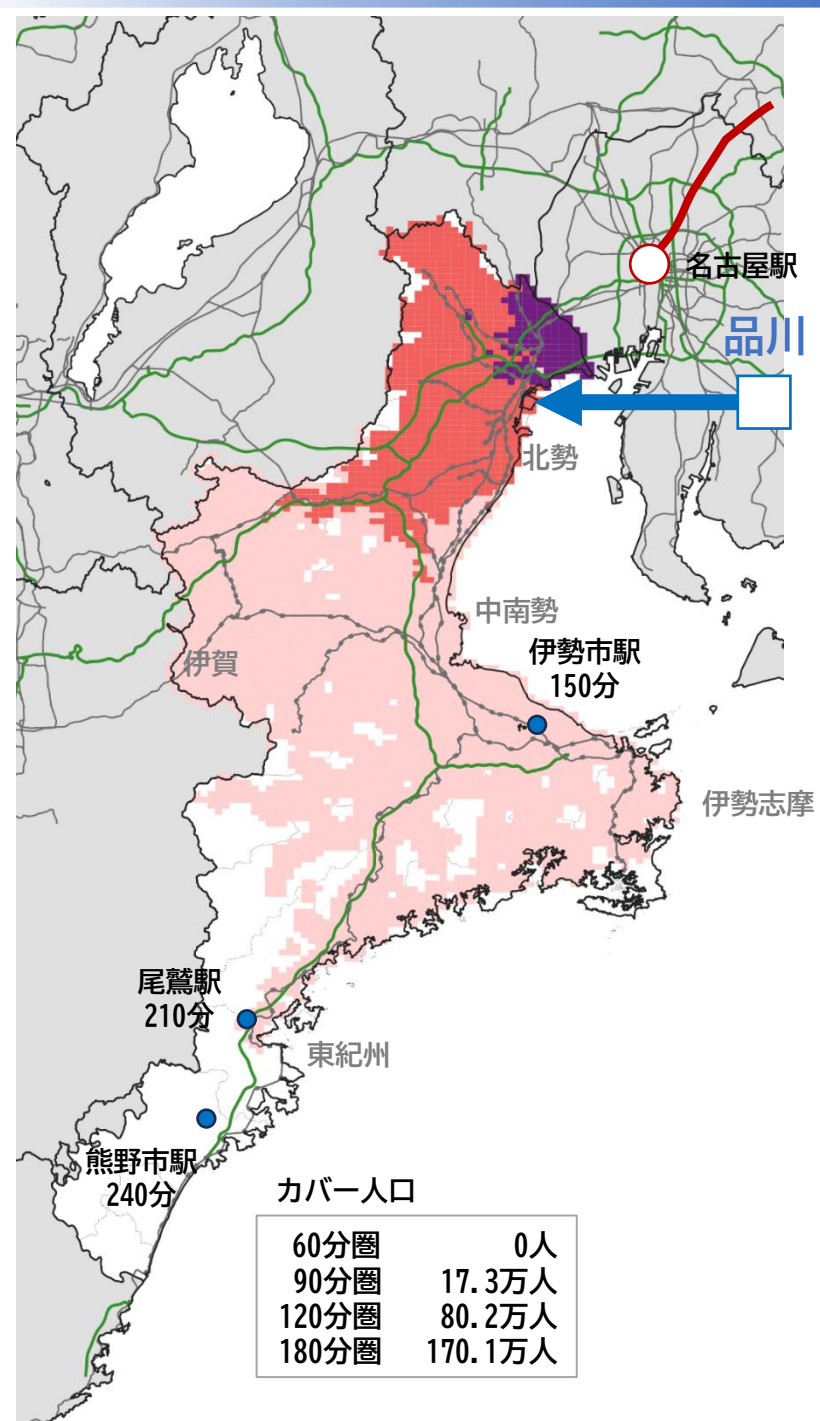 名古屋駅
品川
北勢
中南勢
伊勢市駅
150分
伊賀
伊勢志摩
尾鷲駅
210分
東紀州
熊野市駅
240分
カバー人口
60分圏 0人
90分圏 17.3万人
120分圏 80.2万人
180分圏 170.1万人